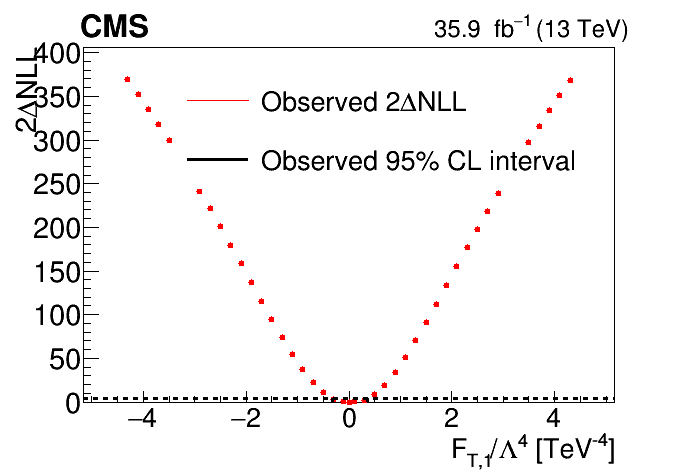 CMS 35.9 fb⁻¹ (13 TeV)
2ΔNLL
400
350
300
250
200
150
100
50
0
Observed 2ΔNLL
Observed 95% CL interval
−4 −2 0 2 4
F_T,1/Λ⁴ [TeV⁻⁴]